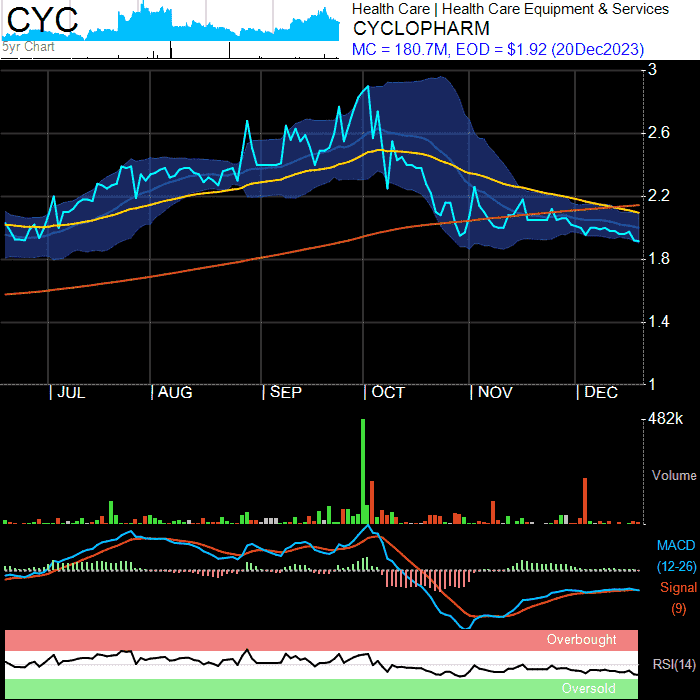 CYC
5yr Chart
Health Care | Health Care Equipment & Services
CYCLOPHARM
MC = 180.7M, EOD = $1.92 (20Dec2023)
3
2.6
2.2
1.8
1.4
1
| JUL | AUG | SEP | OCT | NOV | DEC
482k
Volume
MACD
(12-26)
Signal
(9)
Overbought
RSI(14)
Oversold